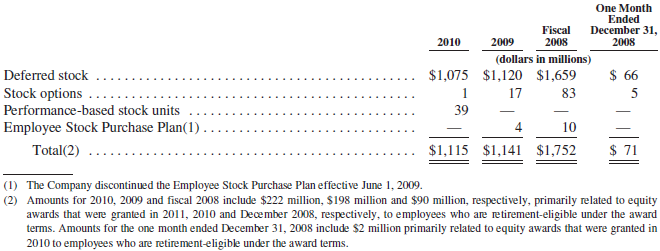 One Month
Ended
Fiscal December 31,
2010 2009 2008 2008
(dollars in millions)
Deferred stock $1,075 $1,120 $1,659 $ 66
Stock options 1 17 83 5
Performance-based stock units 39 — — —
Employee Stock Purchase Plan(1) — 4 10 —
Total(2) $1,115 $1,141 $1,752 $ 71
(1) The Company discontinued the Employee Stock Purchase Plan effective June 1, 2009.
(2) Amounts for 2010, 2009 and fiscal 2008 include $222 million, $198 million and $90 million, respectively, primarily related to equity
awards that were granted in 2011, 2010 and December 2008, respectively, to employees who are retirement-eligible under the award
terms. Amounts for the one month ended December 31, 2008 include $2 million primarily related to equity awards that were granted in
2010 to employees who are retirement-eligible under the award terms.